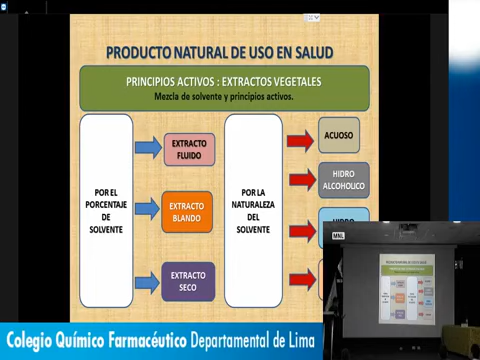 PRODUCTO NATURAL DE USO EN SALUD
PRINCIPIOS ACTIVOS : EXTRACTOS VEGETALES
Mezcla de solvente y principios activos.
POR EL
PORCENTAJE
DE
SOLVENTE
EXTRACTO
FLUIDO
EXTRACTO
BLANDO
EXTRACTO
SECO
POR LA
NATURALEZA
DEL
SOLVENTE
ACUOSO
HIDRO
ALCOHOLICO
HIDRO
MNL
Colegio Químico Farmacéutico Departamental de Lima